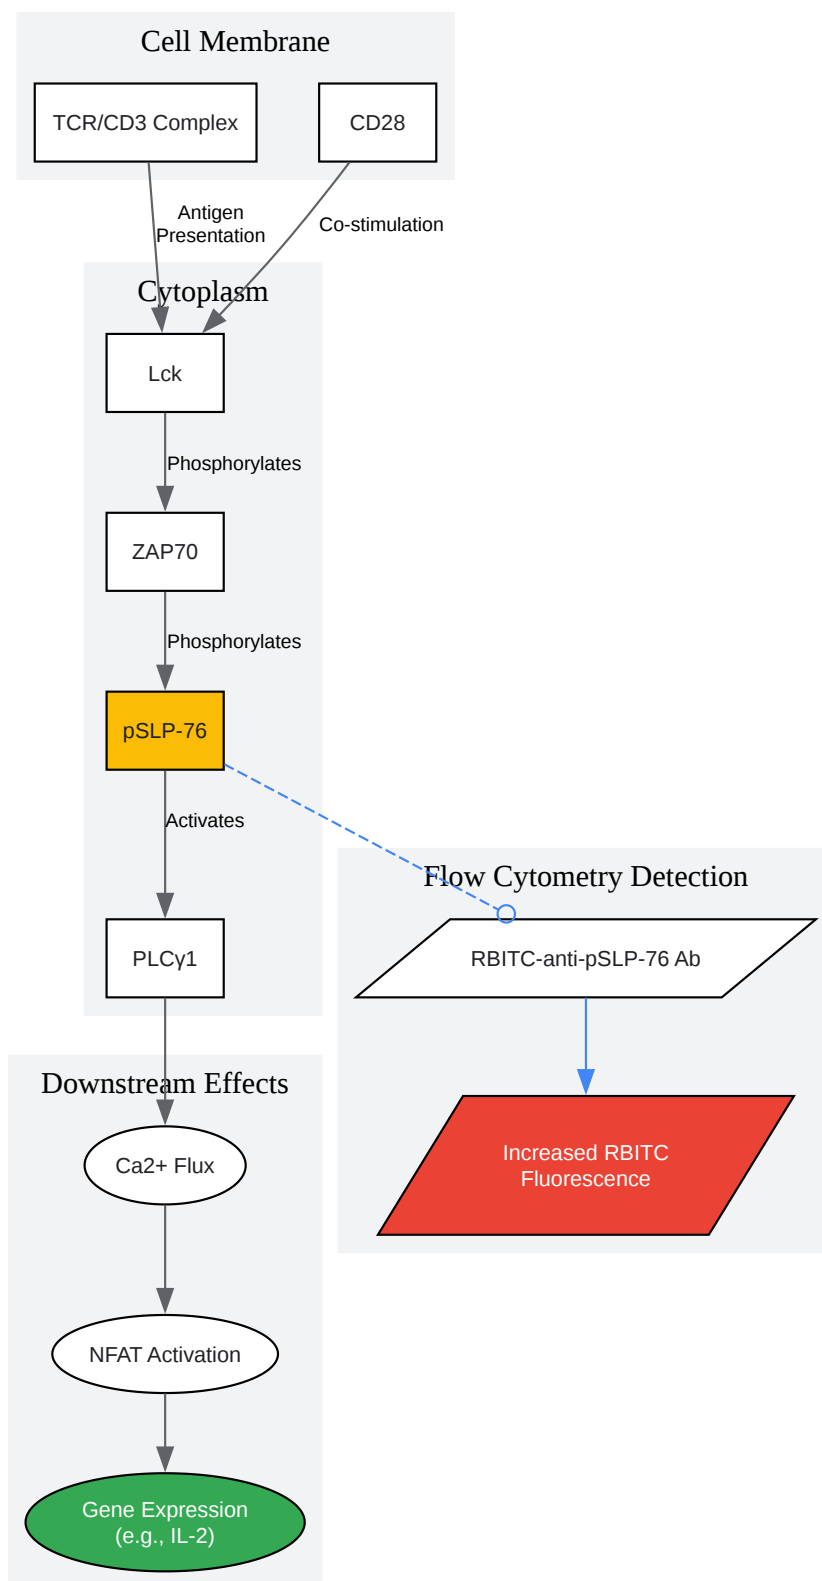 Cell Membrane
TCR/CD3 Complex
CD28
Antigen
Presentation
Co-stimulation
Cytoplasm
Lck
Phosphorylates
ZAP70
Phosphorylates
pSLP-76
Activates
Flow Cytometry Detection
PLCγ1
RBITC-anti-pSLP-76 Ab
Downstream Effects
Ca2+ Flux
Increased RBITC
Fluorescence
NFAT Activation
Gene Expression
(e.g., IL-2)